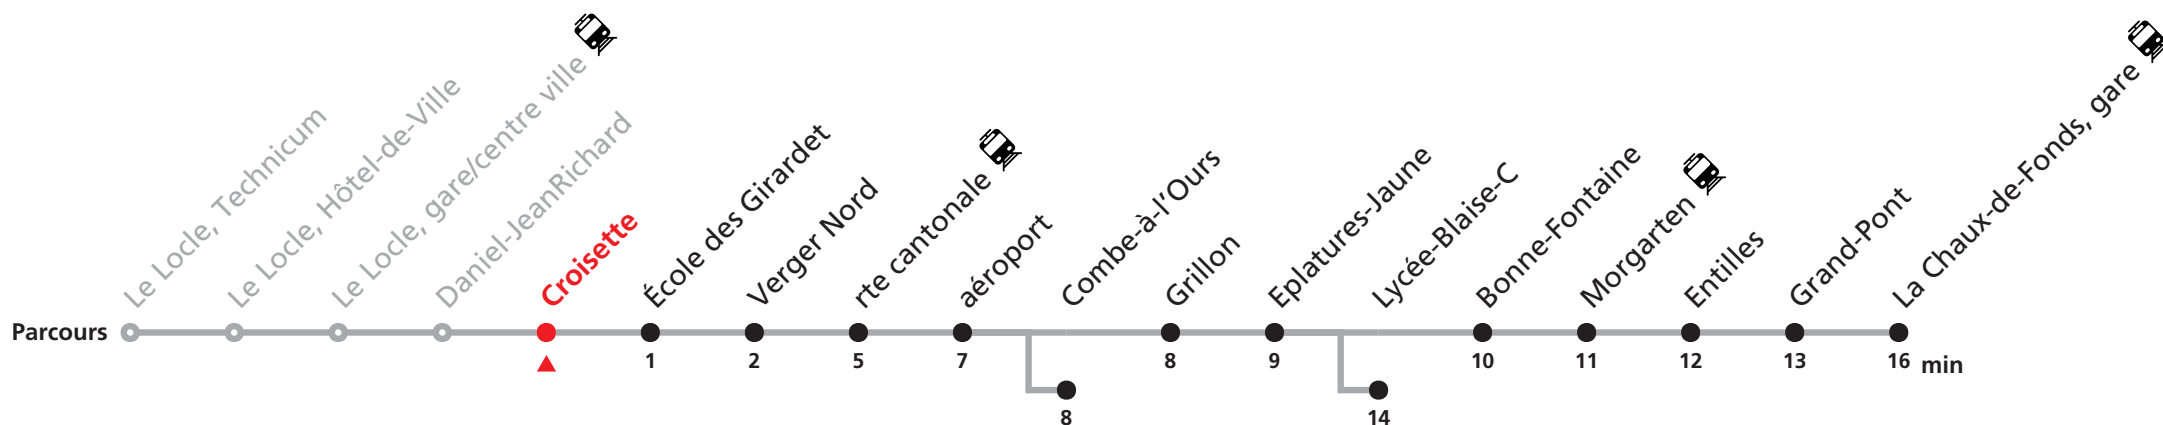 Le Locle, Technicum
Le Locle, Hôtel-de-Ville
Le Locle, gare/centre ville
Daniel-JeanRichard
Croisette
École des Girardet
Verger Nord
rte cantonale
aéroport
Combe-à-l'Ours
Grillon
Eplatures-Jaune
Lycée-Blaise-C
Bonne-Fontaine
Morgarten
Entilles
Grand-Pont
La Chaux-de-Fonds, gare
Parcours
1 2 5 7 8 9 10 11 12 13 16 min
8 14